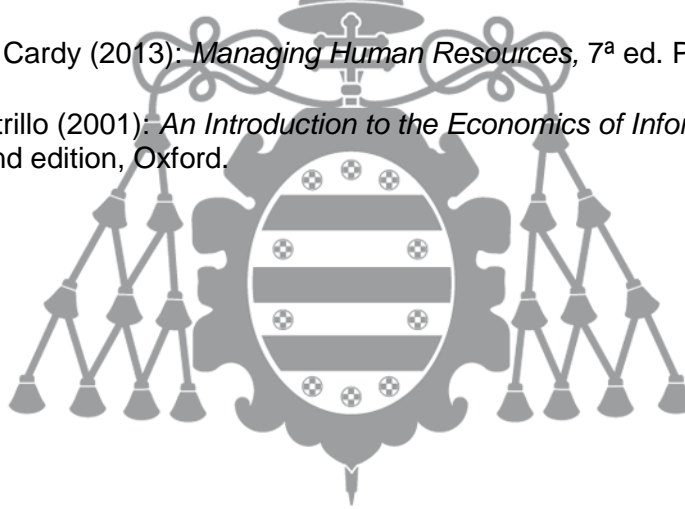 Cardy (2013): Managing Human Resources, 7ª ed. P
trillo (2001): An Introduction to the Economics of Infor
nd edition, Oxford.